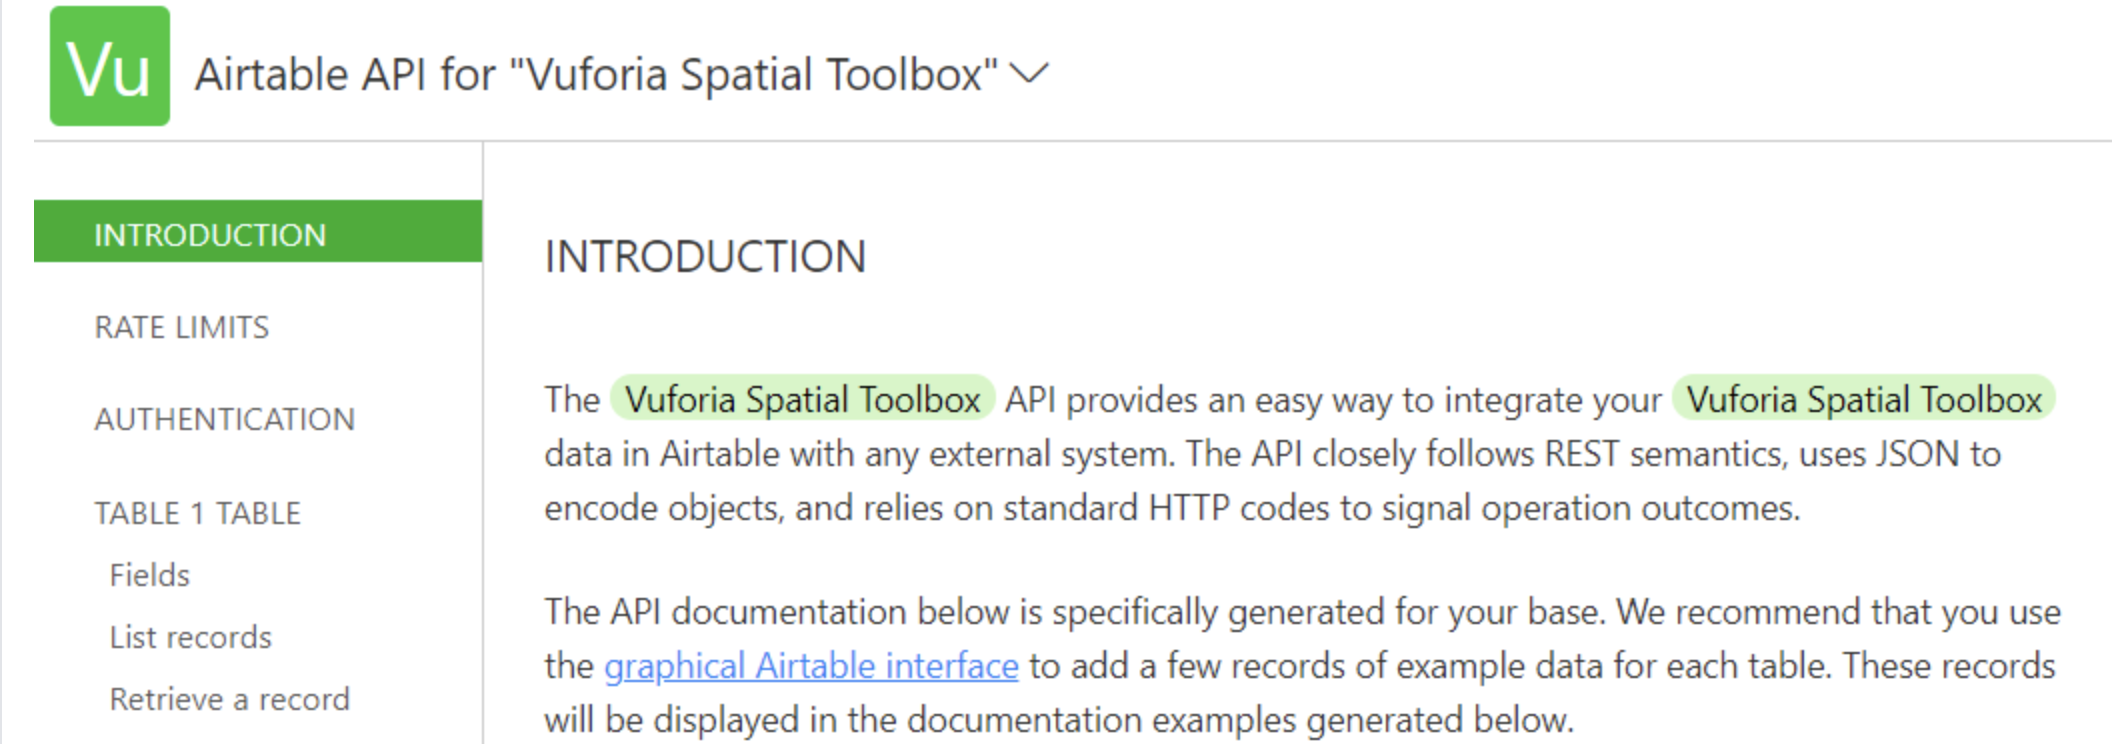 Vu
Airtable API for "Vuforia Spatial Toolbox"
INTRODUCTION
RATE LIMITS
AUTHENTICATION
TABLE 1 TABLE
Fields
List records
Retrieve a record
INTRODUCTION
The Vuforia Spatial Toolbox API provides an easy way to integrate your Vuforia Spatial Toolbox
data in Airtable with any external system. The API closely follows REST semantics, uses JSON to
encode objects, and relies on standard HTTP codes to signal operation outcomes.
The API documentation below is specifically generated for your base. We recommend that you use
the graphical Airtable interface to add a few records of example data for each table. These records
will be displayed in the documentation examples generated below.